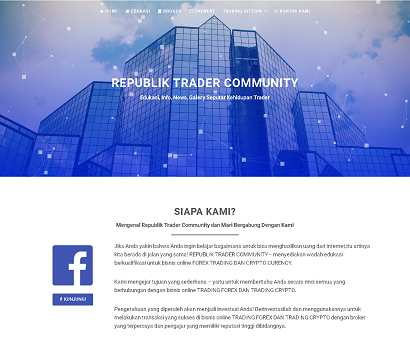 HOME EDUKASI BROKER PAYMENT TRADING BITCOIN KONTAK KAMI
REPUBLIK TRADER COMMUNITY
Edukasi, Info, News, Galery Seputar Kehidupan Trader
SIAPA KAMI?
Mengenal Republik Trader Community dan Mari Bergabung Dengan Kami
Jika Anda yakin bahwa Anda ingin belajar bagaimana untuk bisa menghasilkan uang dari internet,itu artinya
kita berada di jalan yang sama! REPUBLIK TRADER COMMUNITY – menyediakan wadah edukasi
berkualifikasi untuk bisnis online FOREX TRADING DAN CRYPTO CURENCY.
KUNJUNGI
Kami mengejar tujuan yang sederhana – yaitu untuk membantu Anda secara rinci semua yang
berhubungan dengan bisnis online TRADING FOREX DAN TRADING CRYPTO.
Pengetahuan yang diperoleh akan menjadi investasi Anda! Berinvestasilah dan menggunakannya untuk
melakukan transaksi yang sukses di bisnis online TRADING FOREX DAN TRADING CRYPTO dengan broker
yang terpercaya dan pengajar yang memiliki reputasi tinggi dibidangnya.